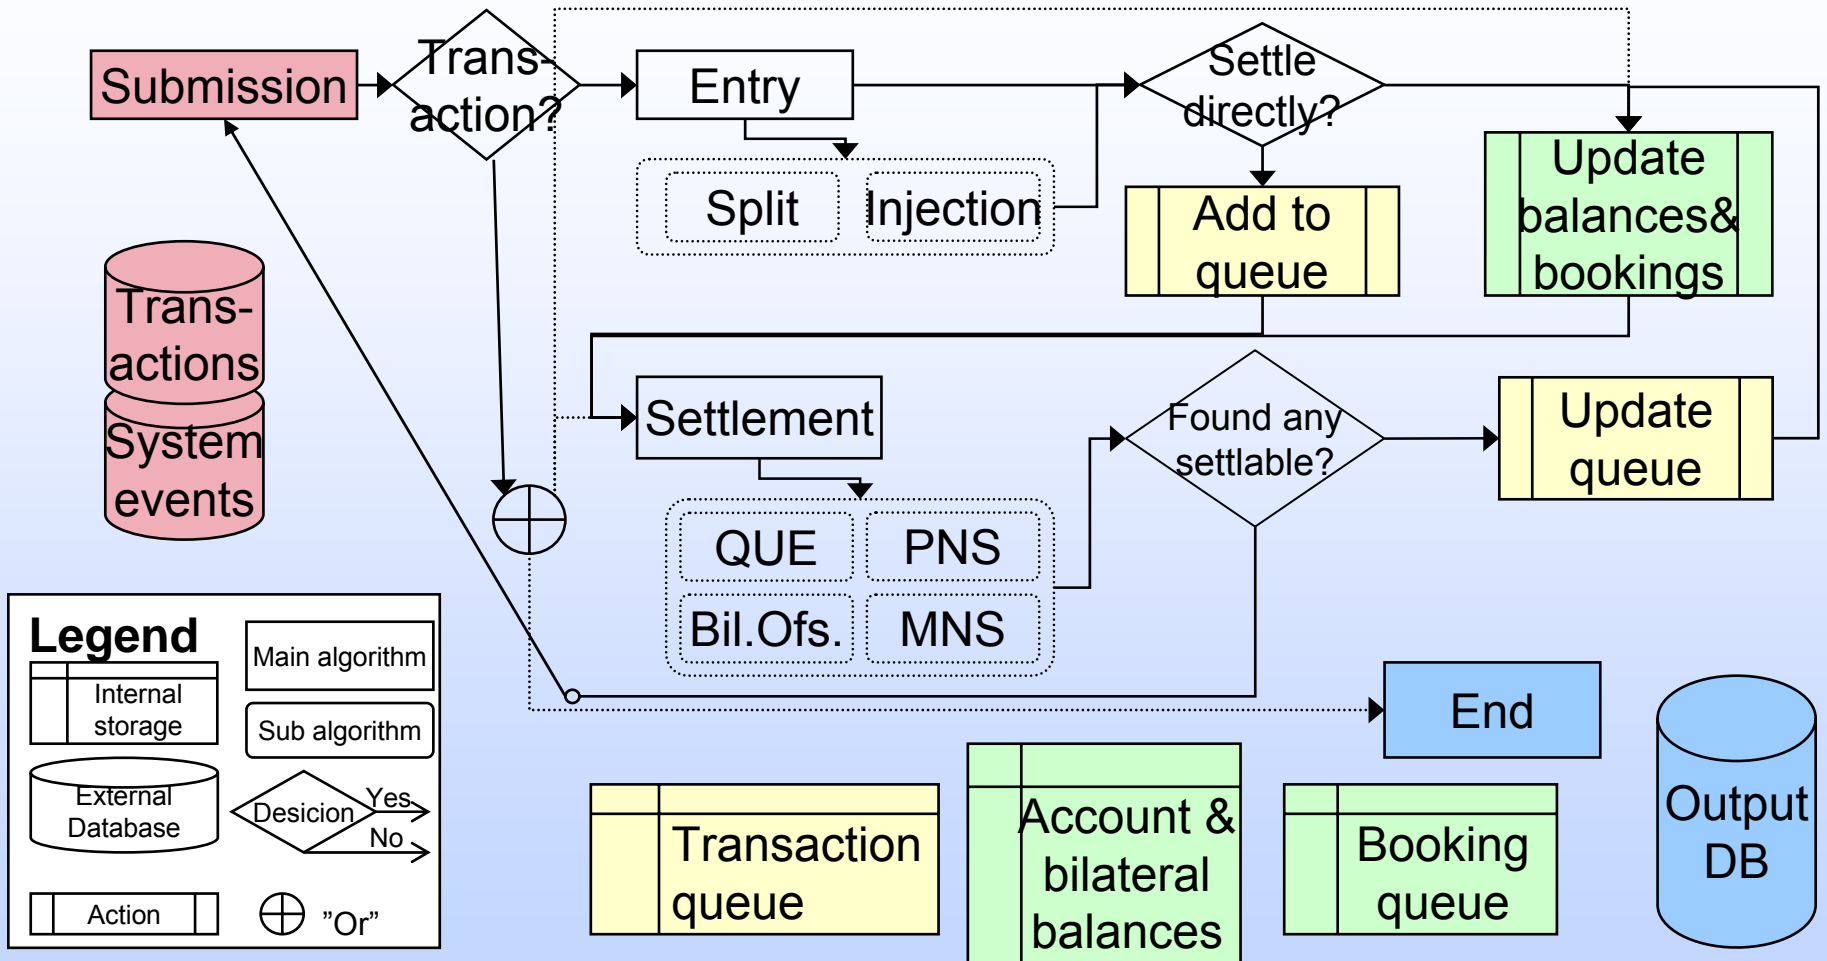 Submission
Trans-
action?
Entry
Settle
directly?
Split
Injection
Add to
queue
Update
balances&
bookings
Trans-
actions
System
events
Settlement
Found any
settlable?
Update
queue
QUE
PNS
Bil.Ofs.
MNS
End
Legend
Main algorithm
Internal
storage
Sub algorithm
External
Database
Desicion
Yes
No
Action
”Or”
Transaction
queue
Account &
bilateral
balances
Booking
queue
Output
DB